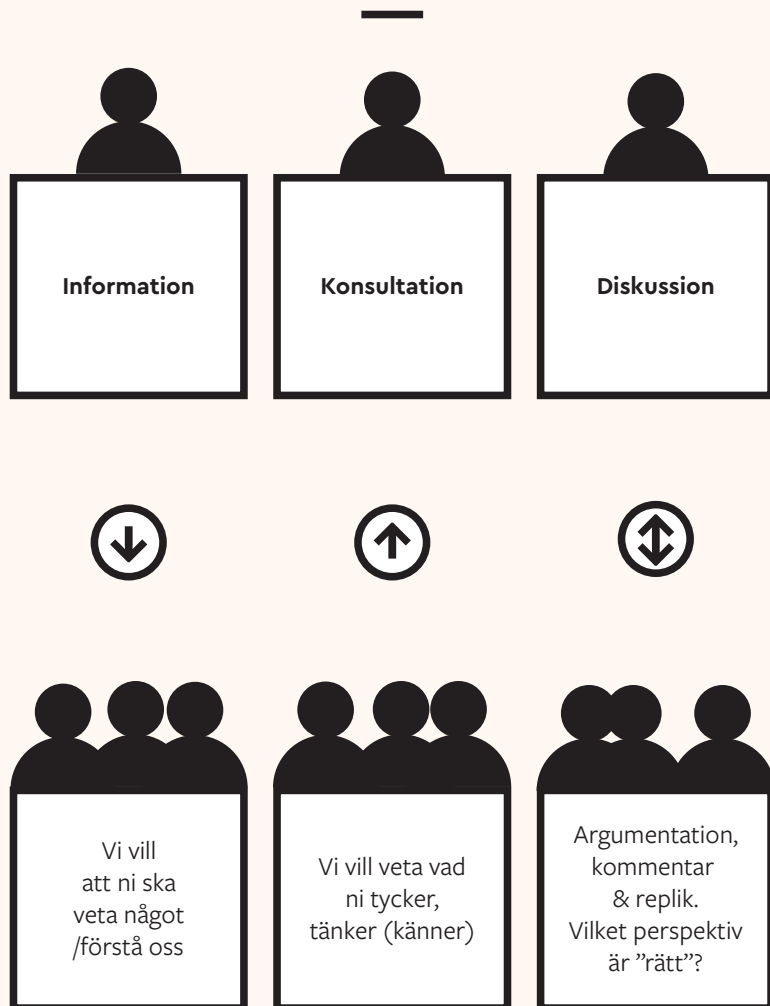 Information
Konsultation
Diskussion
Vi vill
att ni ska
veta något
/förstå oss
Vi vill veta vad
ni tycker,
tänker (känner)
Argumentation,
kommentar
& replik.
Vilket perspektiv
är ”rätt”?